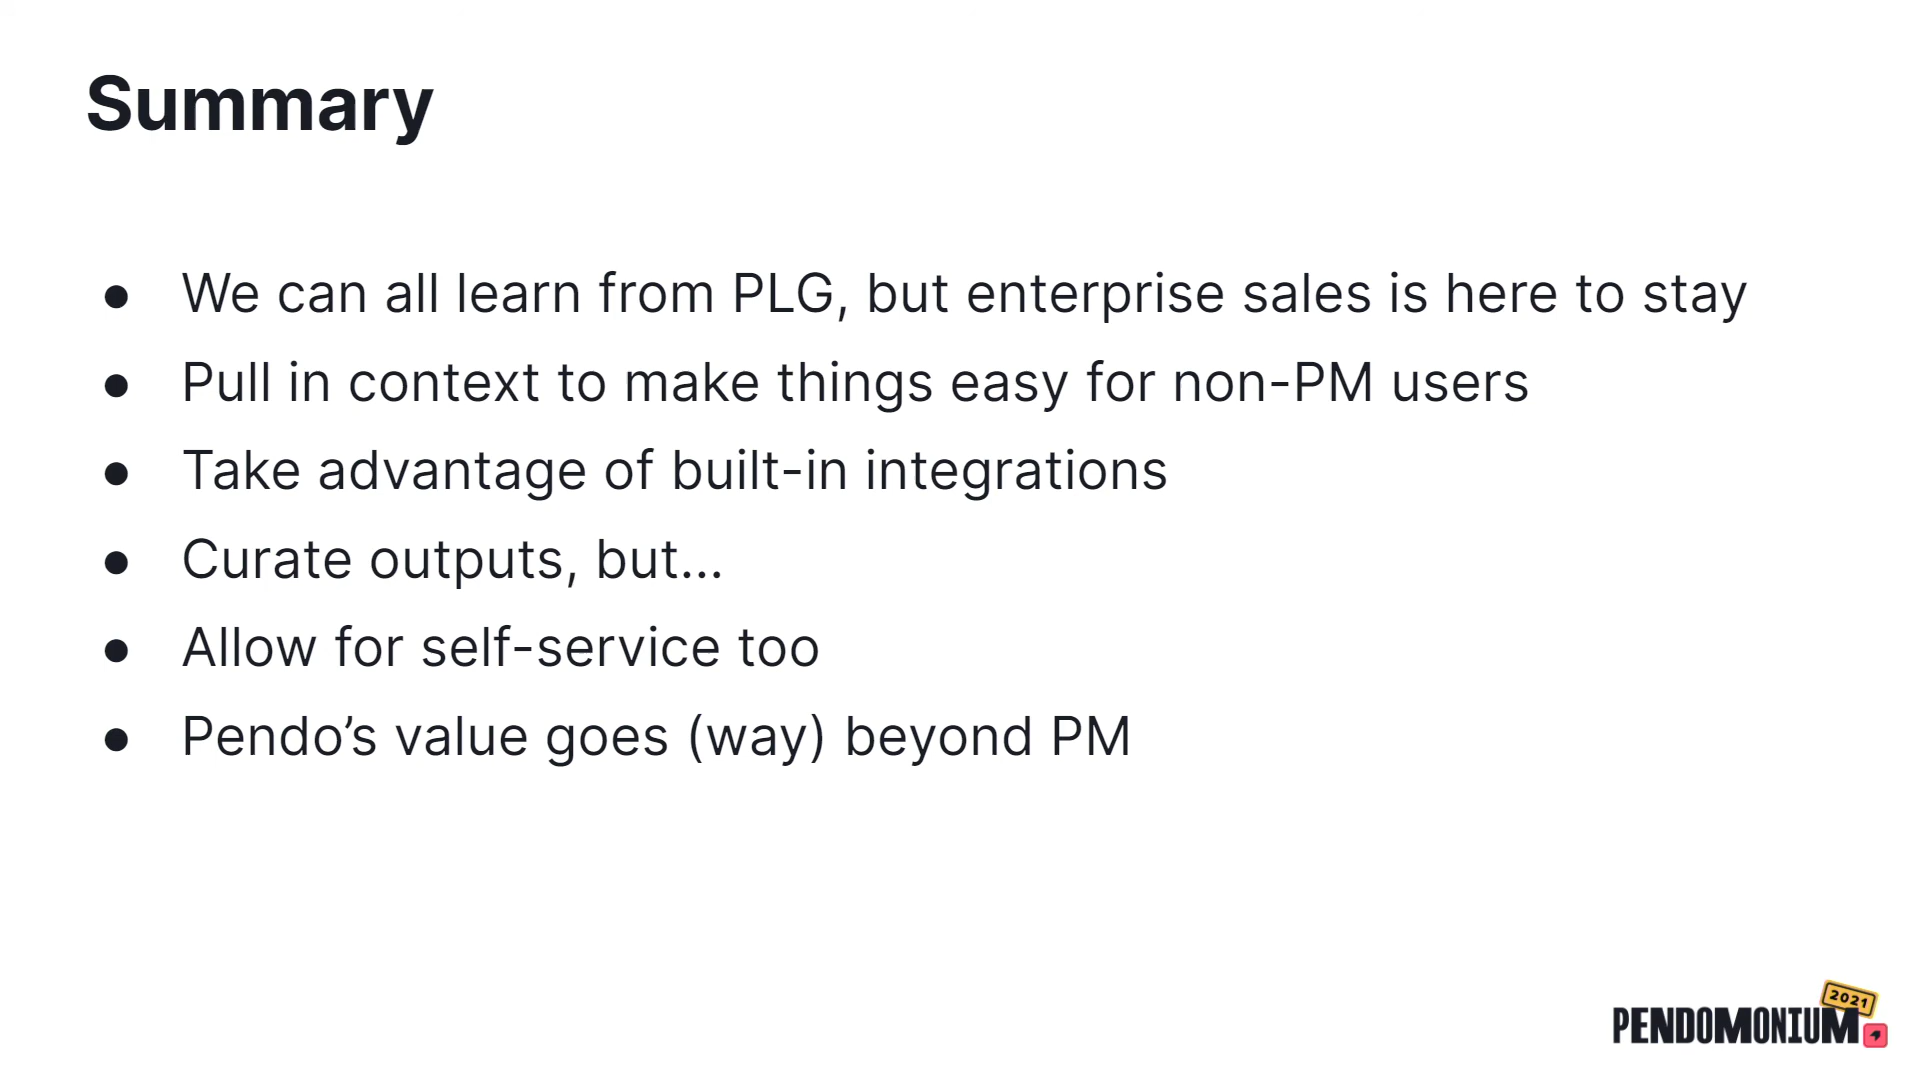 Summary
● We can all learn from PLG, but enterprise sales is here to stay
● Pull in context to make things easy for non-PM users
● Take advantage of built-in integrations
● Curate outputs, but...
● Allow for self-service too
● Pendo’s value goes (way) beyond PM
2021
PENDOMONIUM